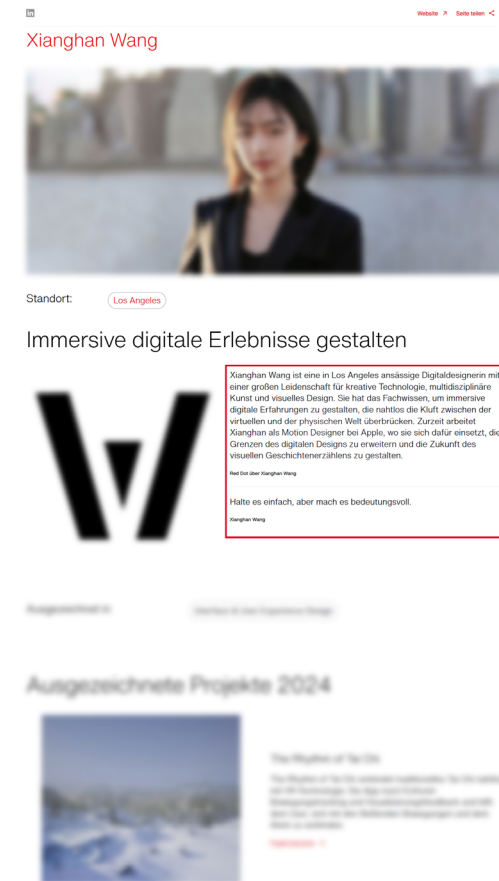 in
Website ↗ Seite teilen
Xianghan Wang
Standort: Los Angeles
Immersive digitale Erlebnisse gestalten
Xianghan Wang ist eine in Los Angeles ansässige Digitaldesignerin mit
einer großen Leidenschaft für kreative Technologie, multidisziplinäre
Kunst und visuelles Design. Sie hat das Fachwissen, um immersive
digitale Erfahrungen zu gestalten, die nahtlos die Kluft zwischen der
virtuellen und der physischen Welt überbrücken. Zurzeit arbeitet
Xianghan als Motion Designer bei Apple, wo sie sich dafür einsetzt, die
Grenzen des digitalen Designs zu erweitern und die Zukunft des
visuellen Geschichtenerzählens zu gestalten.
Red Dot über Xianghan Wang
Halte es einfach, aber mach es bedeutungsvoll.
Xianghan Wang
Ausgezeichnet in Interface & User Experience Design
Ausgezeichnete Projekte 2024
The Rhythm of Tai Chi